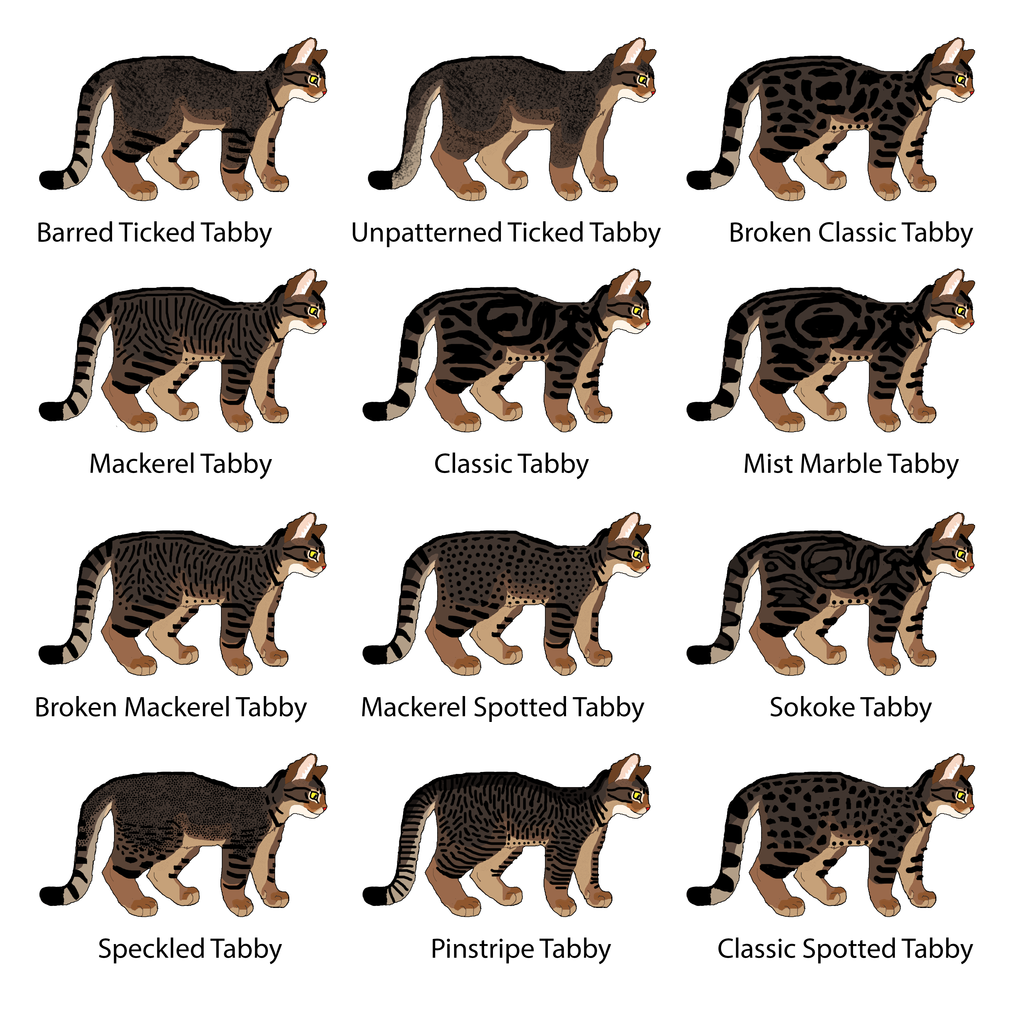 Barred Ticked Tabby
Unpatterned Ticked Tabby
Broken Classic Tabby
Mackerel Tabby
Classic Tabby
Mist Marble Tabby
Broken Mackerel Tabby
Mackerel Spotted Tabby
Sokoke Tabby
Speckled Tabby
Pinstripe Tabby
Classic Spotted Tabby